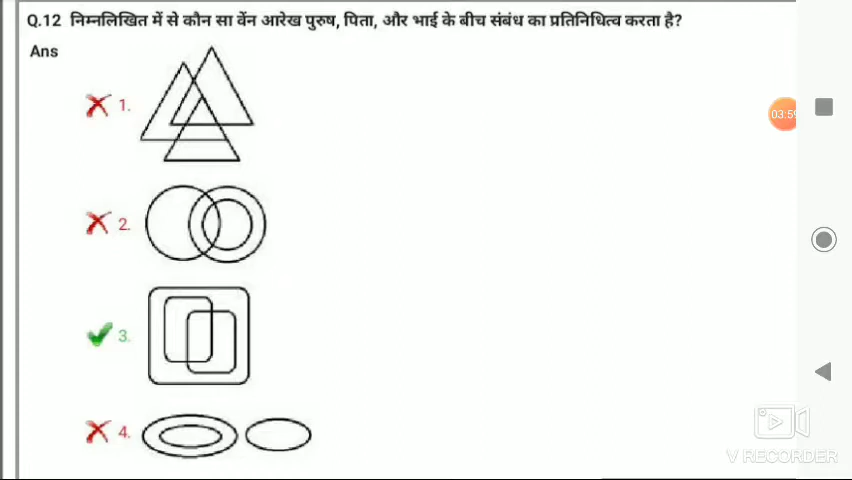 Q.12 निम्नलिखित में से कौन सा वेंन आरेख पुरुष, पिता, और भाई के बीच संबंध का प्रतिनिधित्व करता है?
Ans
1.
03:59
2.
3.
4.
V RECORDER